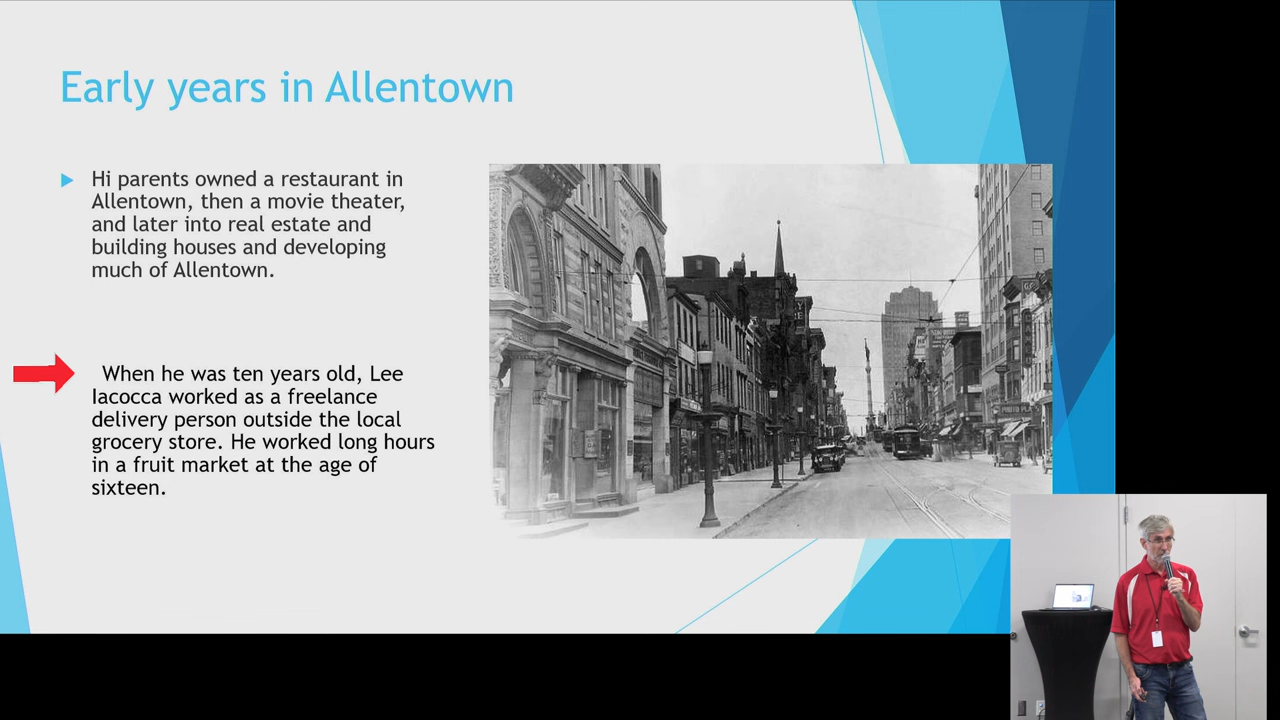 Early years in Allentown
Hi parents owned a restaurant in
Allentown, then a movie theater,
and later into real estate and
building houses and developing
much of Allentown.
When he was ten years old, Lee
Iacocca worked as a freelance
delivery person outside the local
grocery store. He worked long hours
in a fruit market at the age of
sixteen.